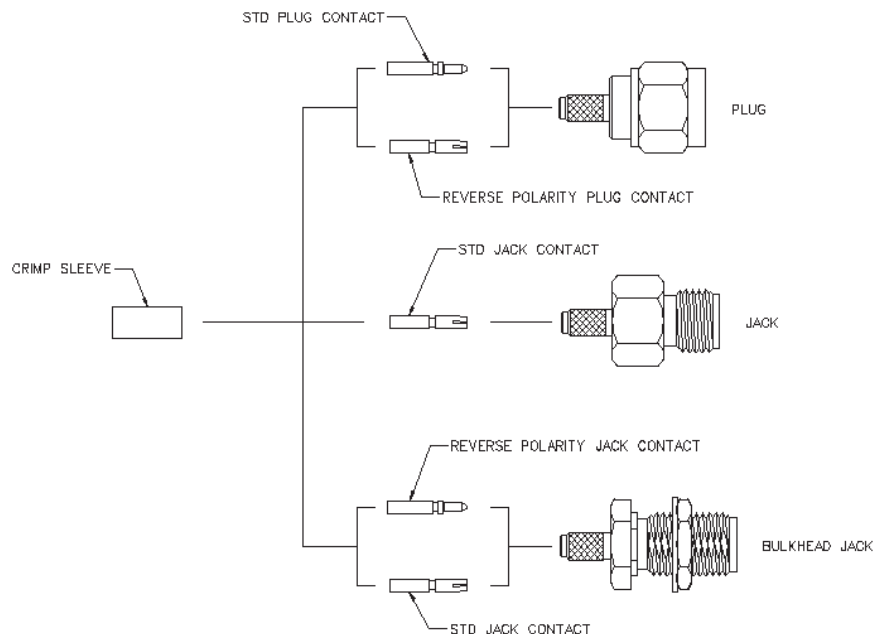 STD PLUG CONTACT
PLUG
REVERSE POLARITY PLUG CONTACT
STD JACK CONTACT
CRIMP SLEEVE
JACK
REVERSE POLARITY JACK CONTACT
BULKHEAD JACK
STD JACK CONTACT